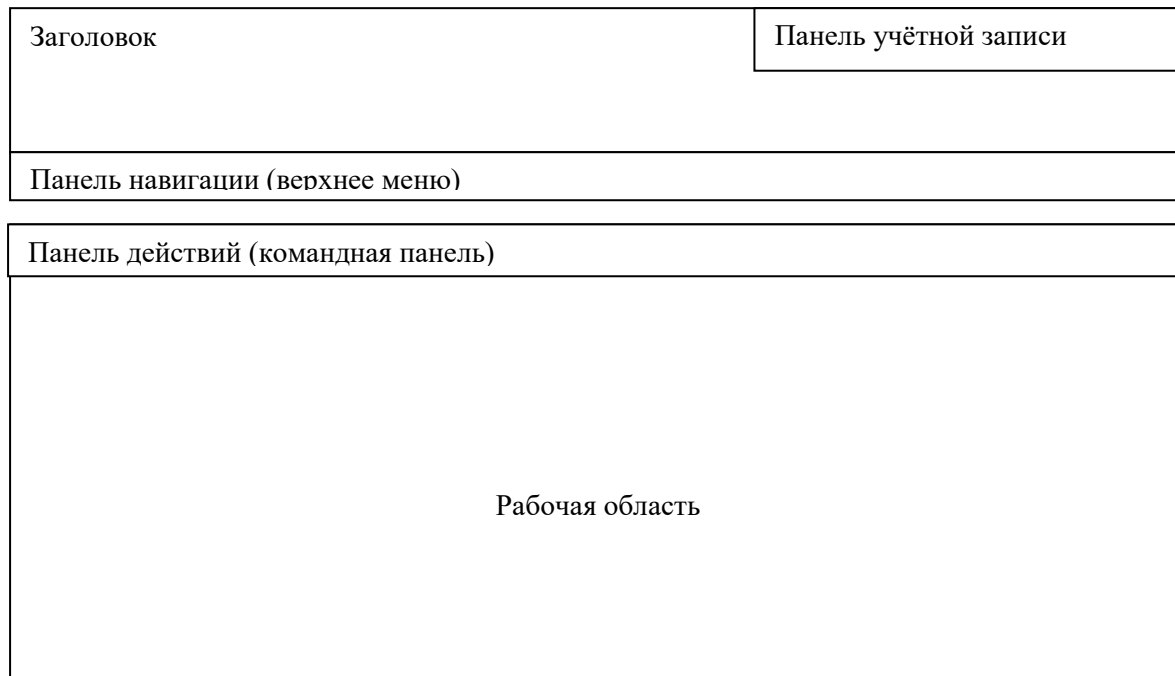 Заголовок
Панель учётной записи
Панель навигации (верхнее меню)
Панель действий (командная панель)
Рабочая область